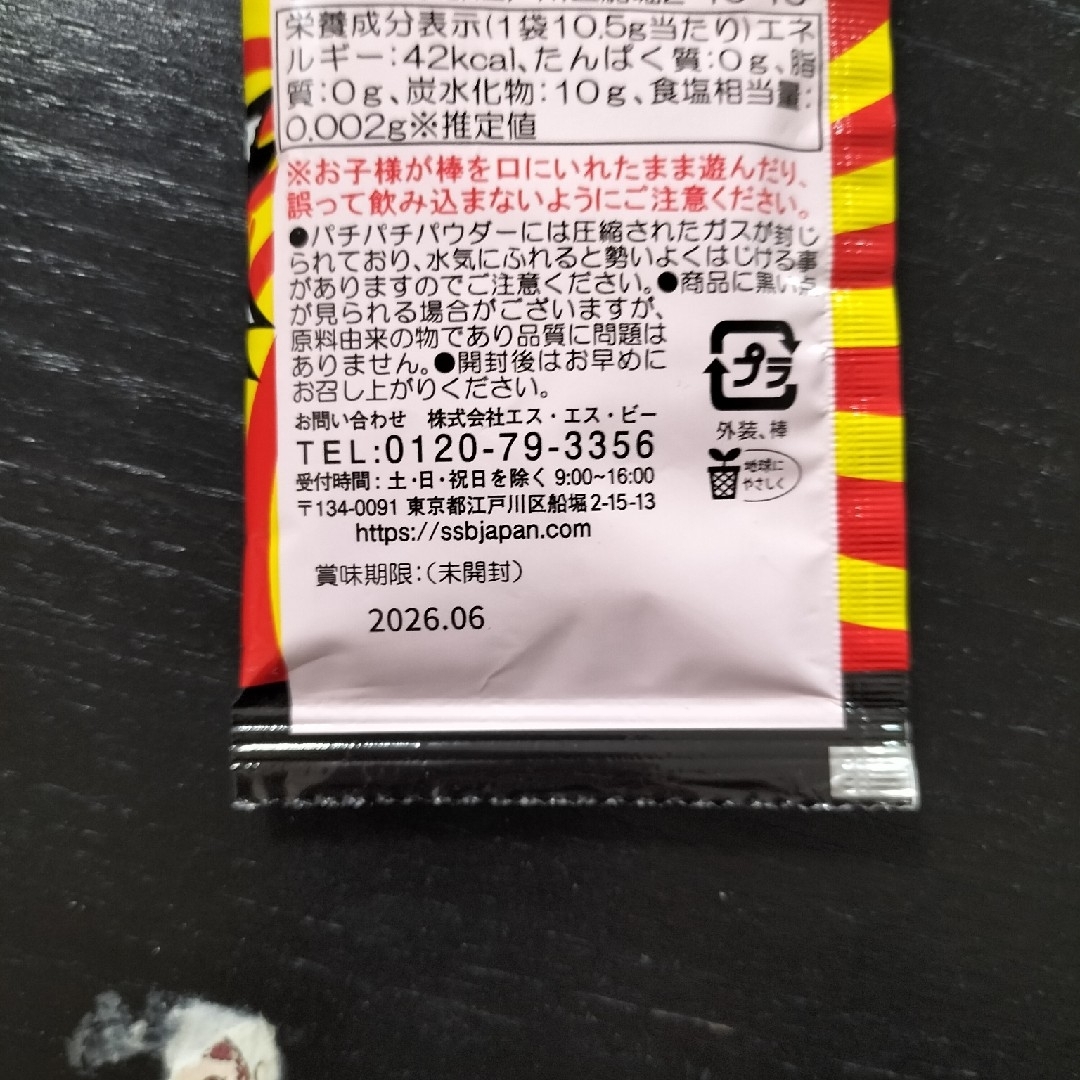 栄養成分表示(1袋10.5g当たり)エネ
ルギー:42kcal、たんぱく質:0g、脂
質:0g、炭水化物:10g、食塩相当量:
0.002g※推定値
※お子様が棒を口にいれたまま遊んだり、
誤って飲み込まないようにご注意ください。
●パチパチパウダーには圧縮されたガスが封じ
られており、水気にふれると勢いよくはじける事
がありますのでご注意ください。●商品に黒い点
が見られる場合がございますが、
原料由来の物であり品質に問題は
ありません。●開封後はお早めに
お召し上がりください。
プラ
外装、棒
地球に
やさしく
お問い合わせ 株式会社エス・エス・ビー
TEL:0120-79-3356
受付時間:土・日・祝日を除く 9:00~16:00
〒134-0091 東京都江戸川区船堀2-15-13
https://ssbjapan.com
賞味期限:(未開封)
2026.06